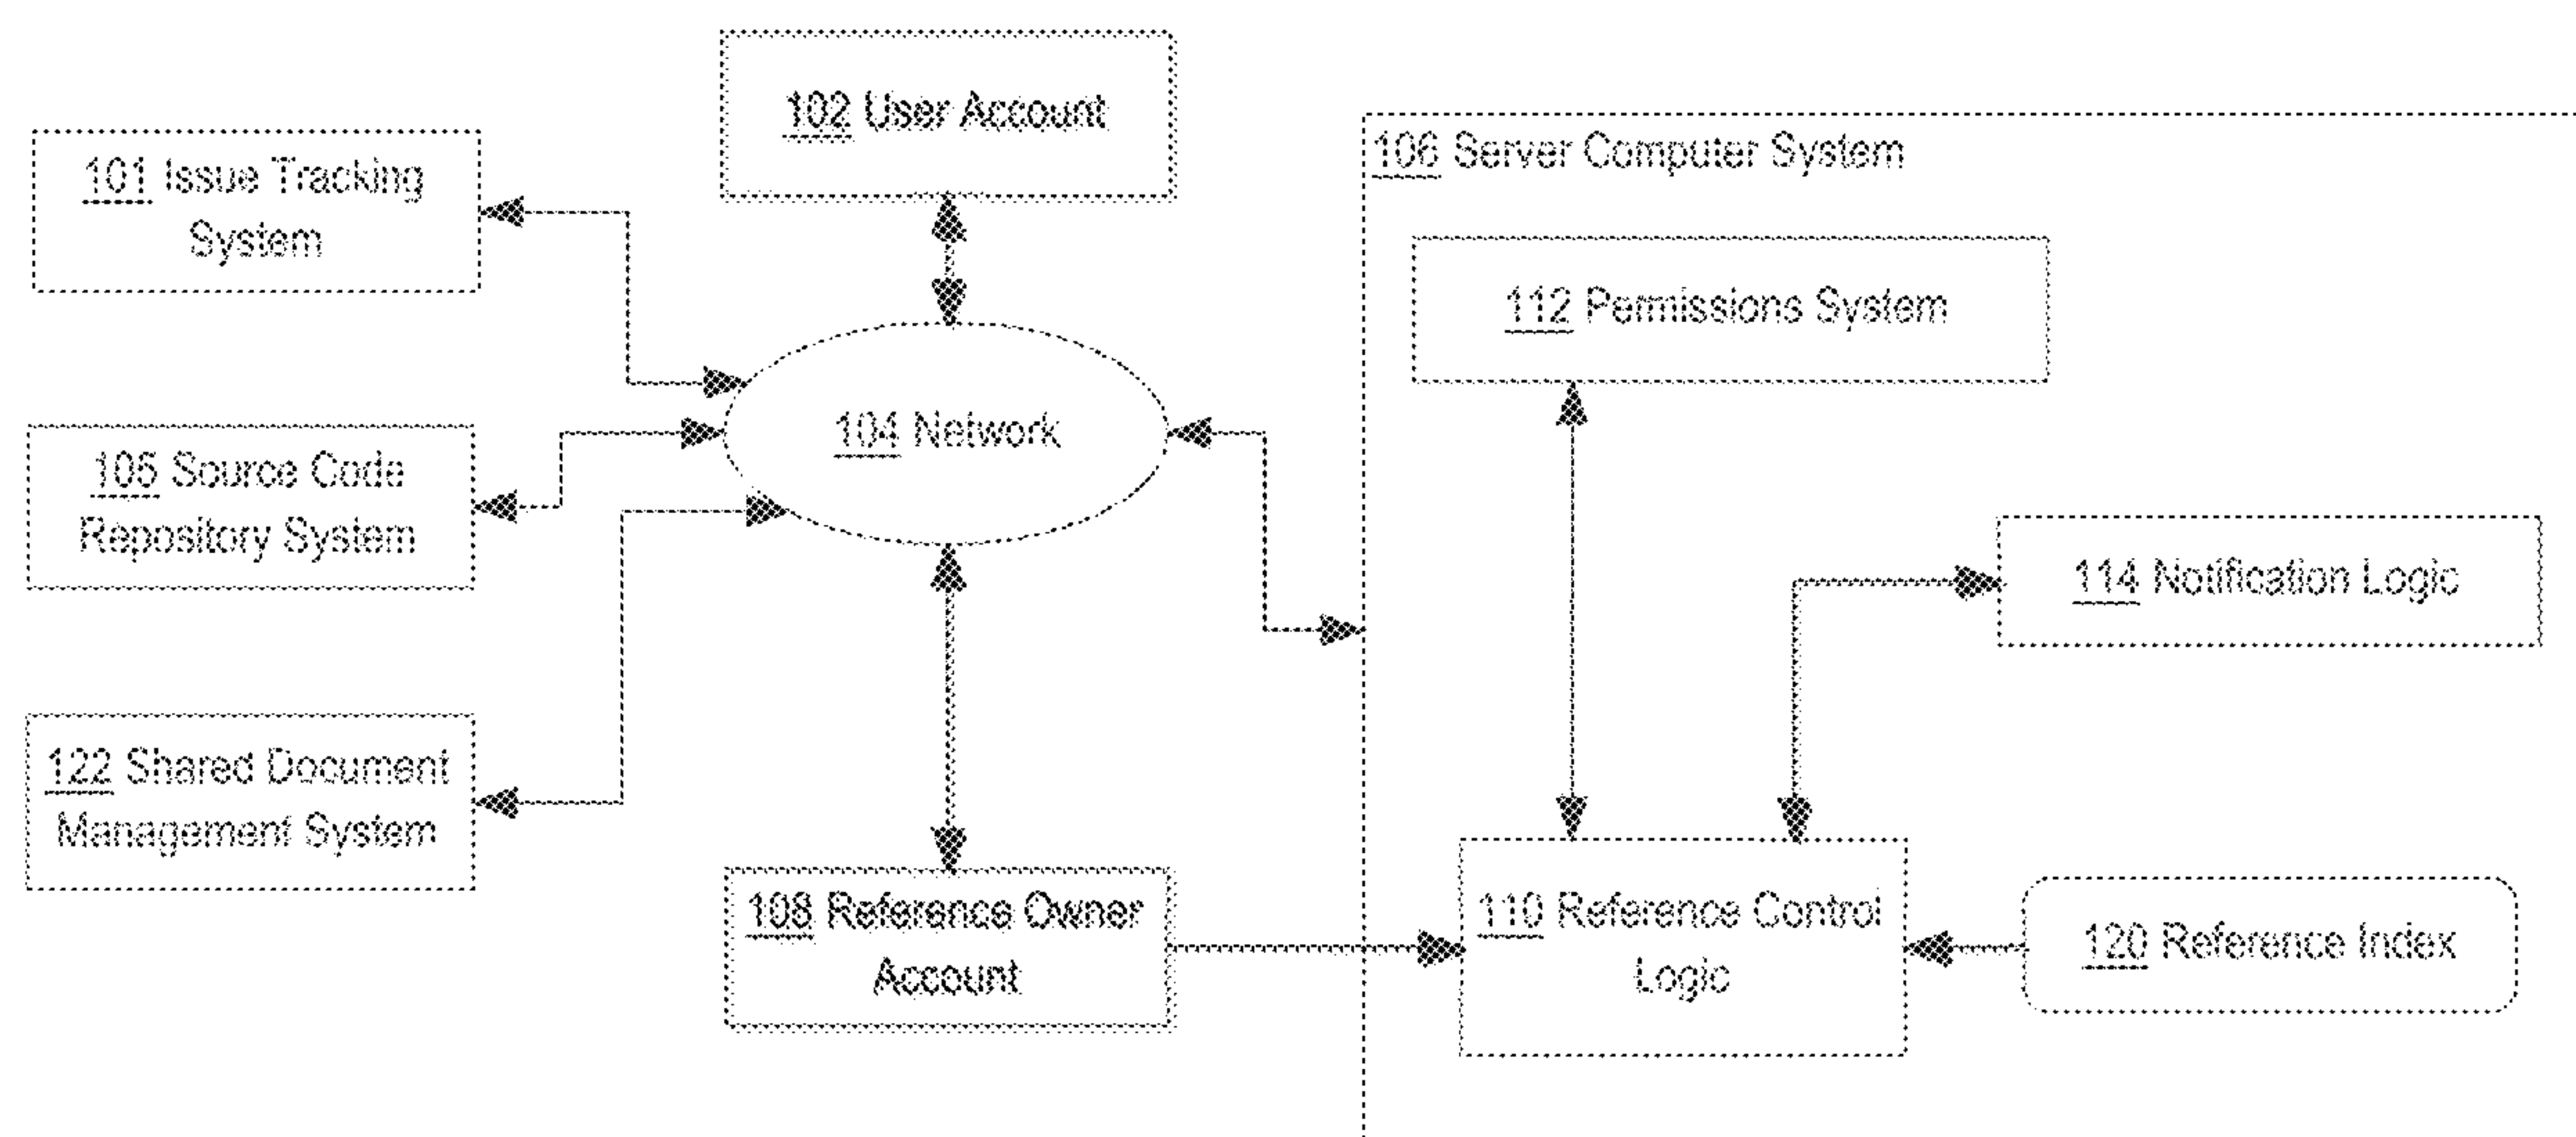 102 User Account
101 Issue Tracking
System
106 Server Computer System
112 Permissions System
104 Network
105 Source Code
Repository System
114 Notification Logic
122 Shared Document
Management System
108 Reference Owner
Account
110 Reference Control
Logic
120 Reference Index